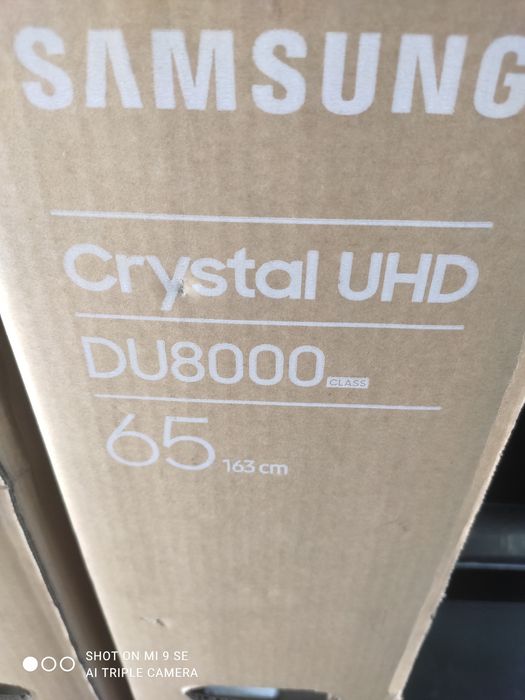 SAMSUNG
Crystal UHD
DU8000 CLASS
65 163 cm
SHOT ON MI 9 SE
AI TRIPLE CAMERA